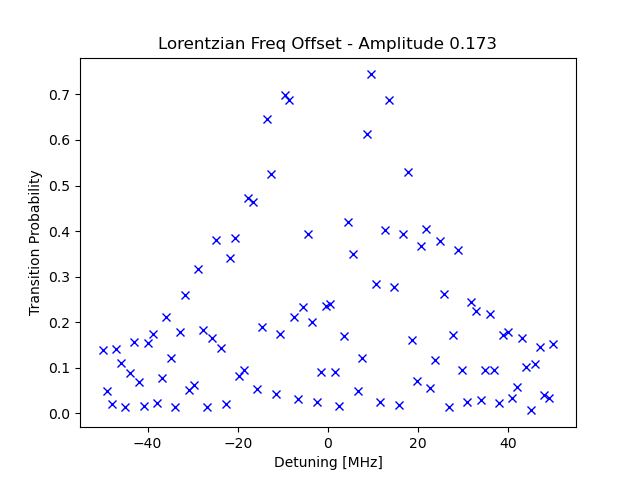 Lorentzian Freq Offset - Amplitude 0.173
Transition Probability
0.7
0.6
0.5
0.4
0.3
0.2
0.1
0.0
−40 −20 0 20 40
Detuning [MHz]